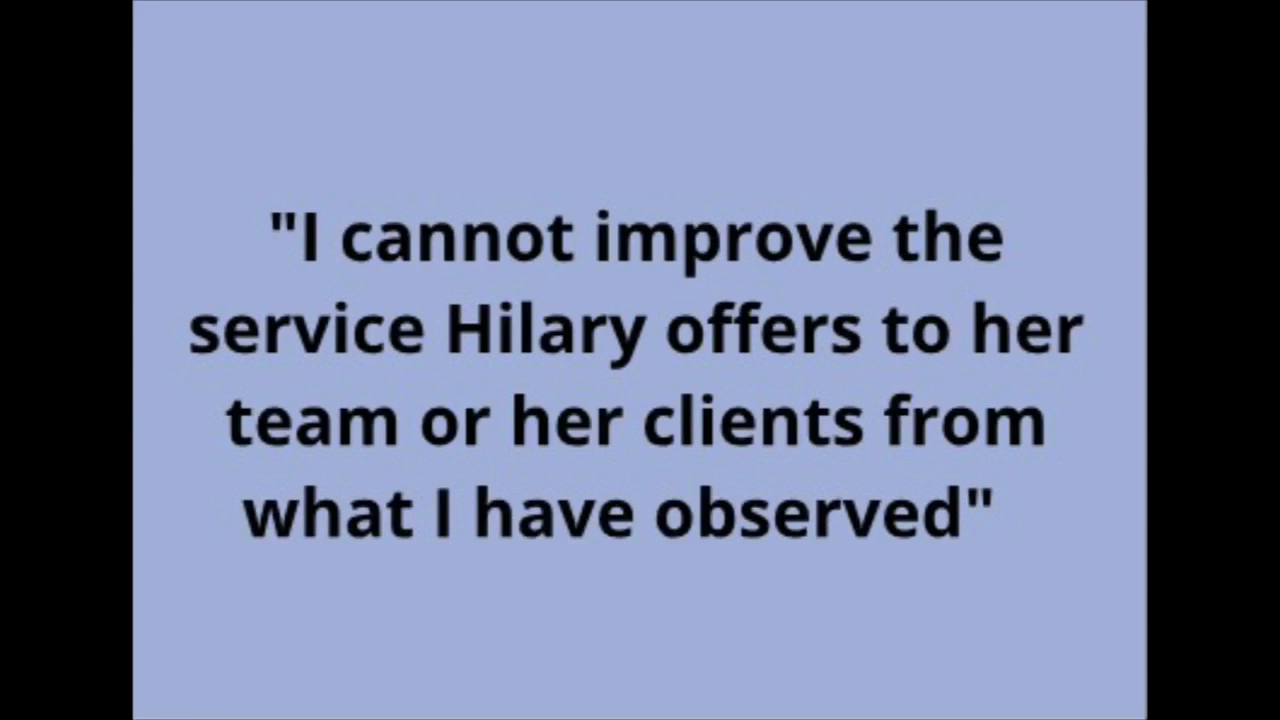 "I cannot improve the
service Hilary offers to her
team or her clients from
what I have observed"